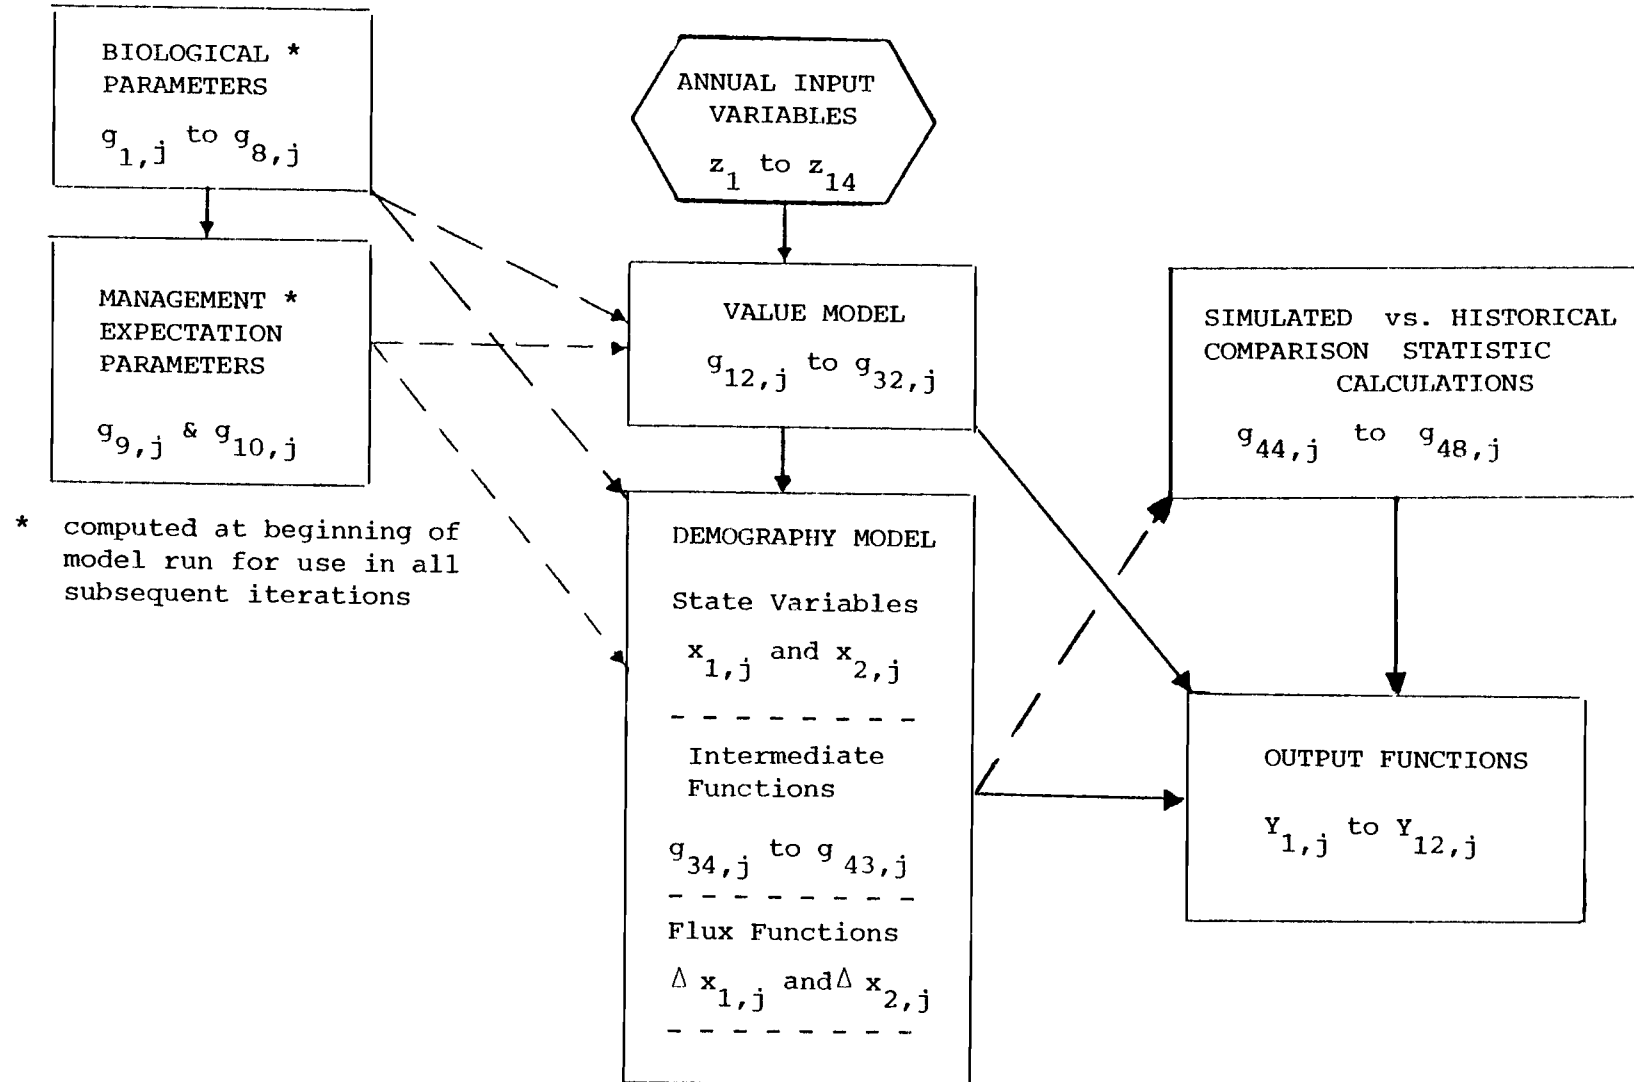 BIOLOGICAL *
PARAMETERS
g1,j to g8,j
MANAGEMENT *
EXPECTATION
PARAMETERS
g9,j & g10,j
* computed at beginning of
model run for use in all
subsequent iterations
ANNUAL INPUT
VARIABLES
z1 to z14
VALUE MODEL
g12,j to g32,j
DEMOGRAPHY MODEL
State Variables
x1,j and x2,j
Intermediate
Functions
g34,j to g 43,j
Flux Functions
Δ x1,j and Δ x2,j
SIMULATED vs. HISTORICAL
COMPARISON STATISTIC
CALCULATIONS
g44,j to g48,j
OUTPUT FUNCTIONS
Y1,j to Y12,j